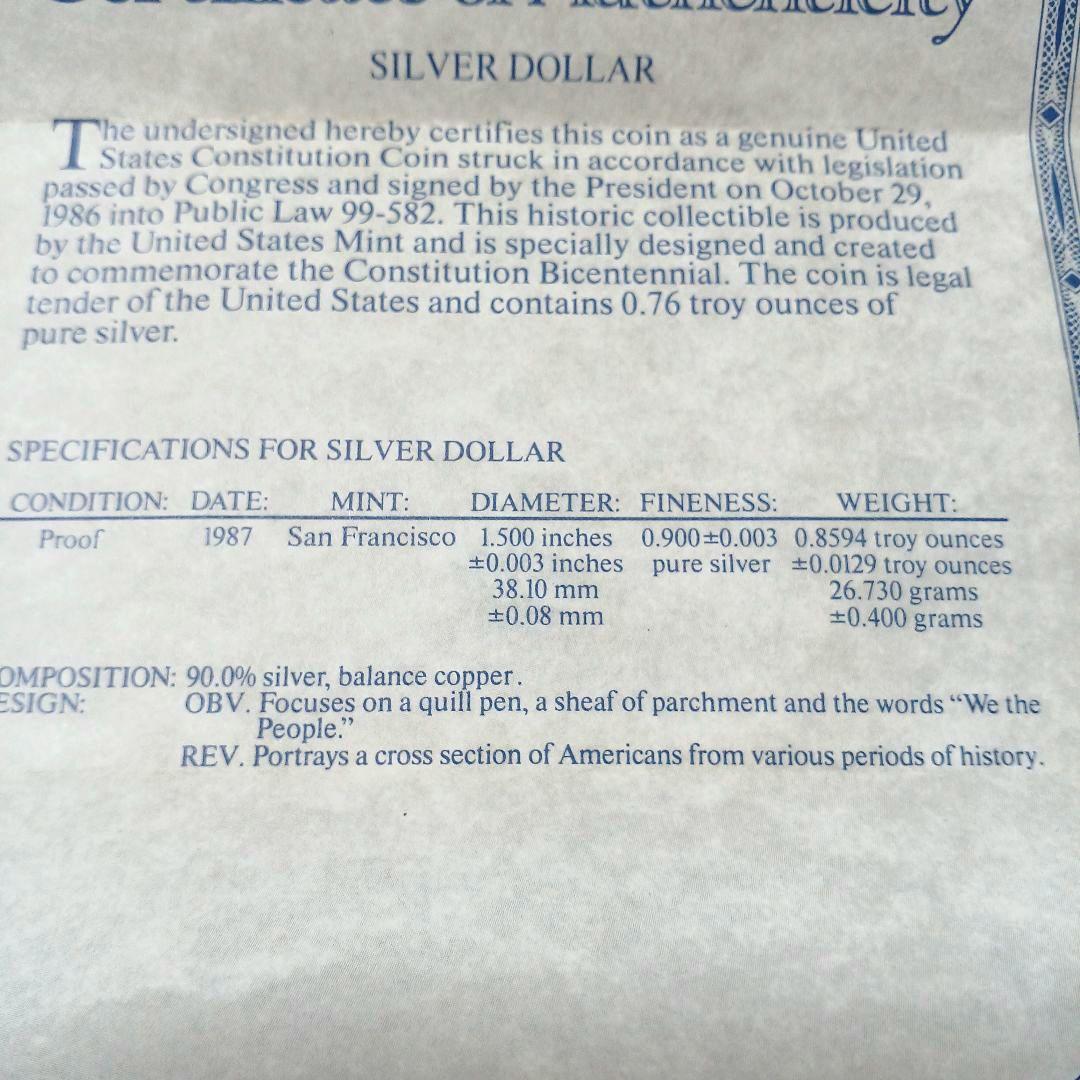 Certificate of Authenticity
SILVER DOLLAR
The undersigned hereby certifies this coin as a genuine United
States Constitution Coin struck in accordance with legislation
passed by Congress and signed by the President on October 29,
1986 into Public Law 99-582. This historic collectible is produced
by the United States Mint and is specially designed and created
to commemorate the Constitution Bicentennial. The coin is legal
tender of the United States and contains 0.76 troy ounces of
pure silver.
SPECIFICATIONS FOR SILVER DOLLAR
CONDITION: DATE: MINT: DIAMETER: FINENESS: WEIGHT:
Proof 1987 San Francisco 1.500 inches 0.900±0.003 0.8594 troy ounces
±0.003 inches pure silver ±0.0129 troy ounces
38.10 mm 26.730 grams
±0.08 mm ±0.400 grams
OMPOSITION: 90.0% silver, balance copper.
ESIGN: OBV. Focuses on a quill pen, a sheaf of parchment and the words “We the
People.”
REV. Portrays a cross section of Americans from various periods of history.